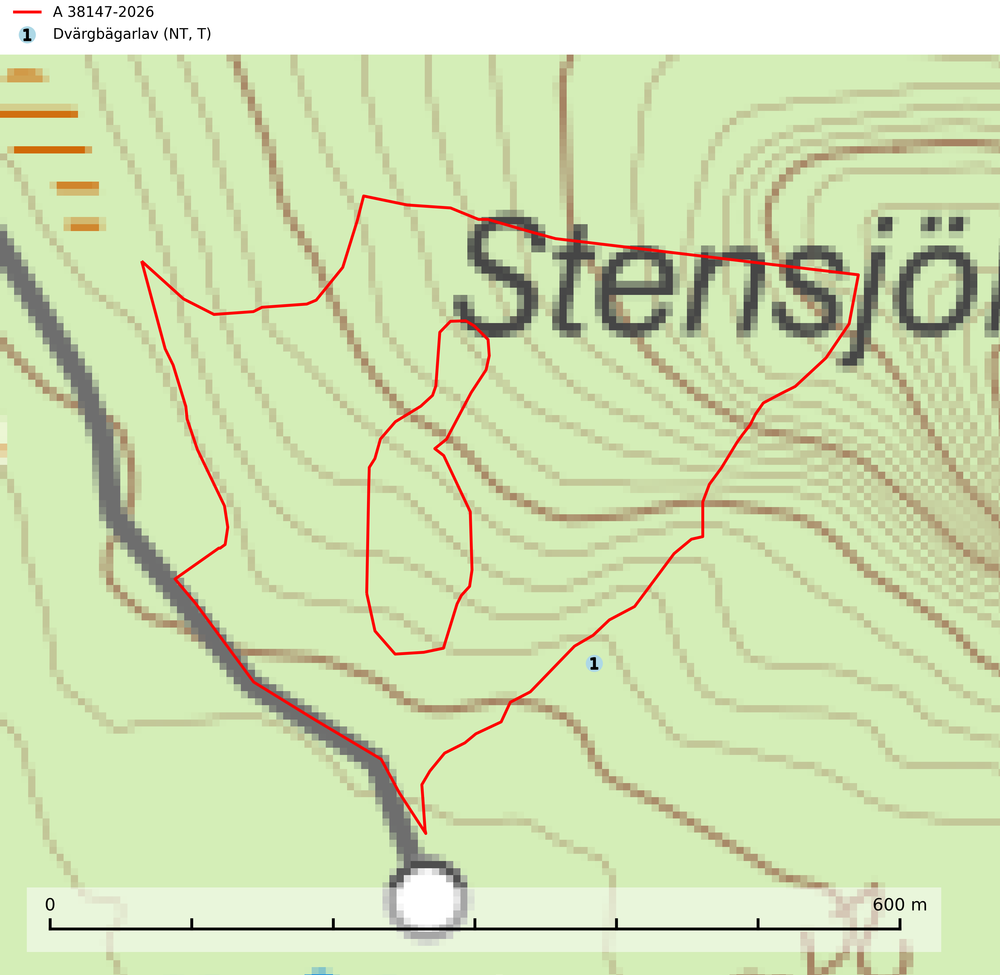 A 38147-2026
1 Dvärgbägarlav (NT, T)
Stensjö
1
0 600 m